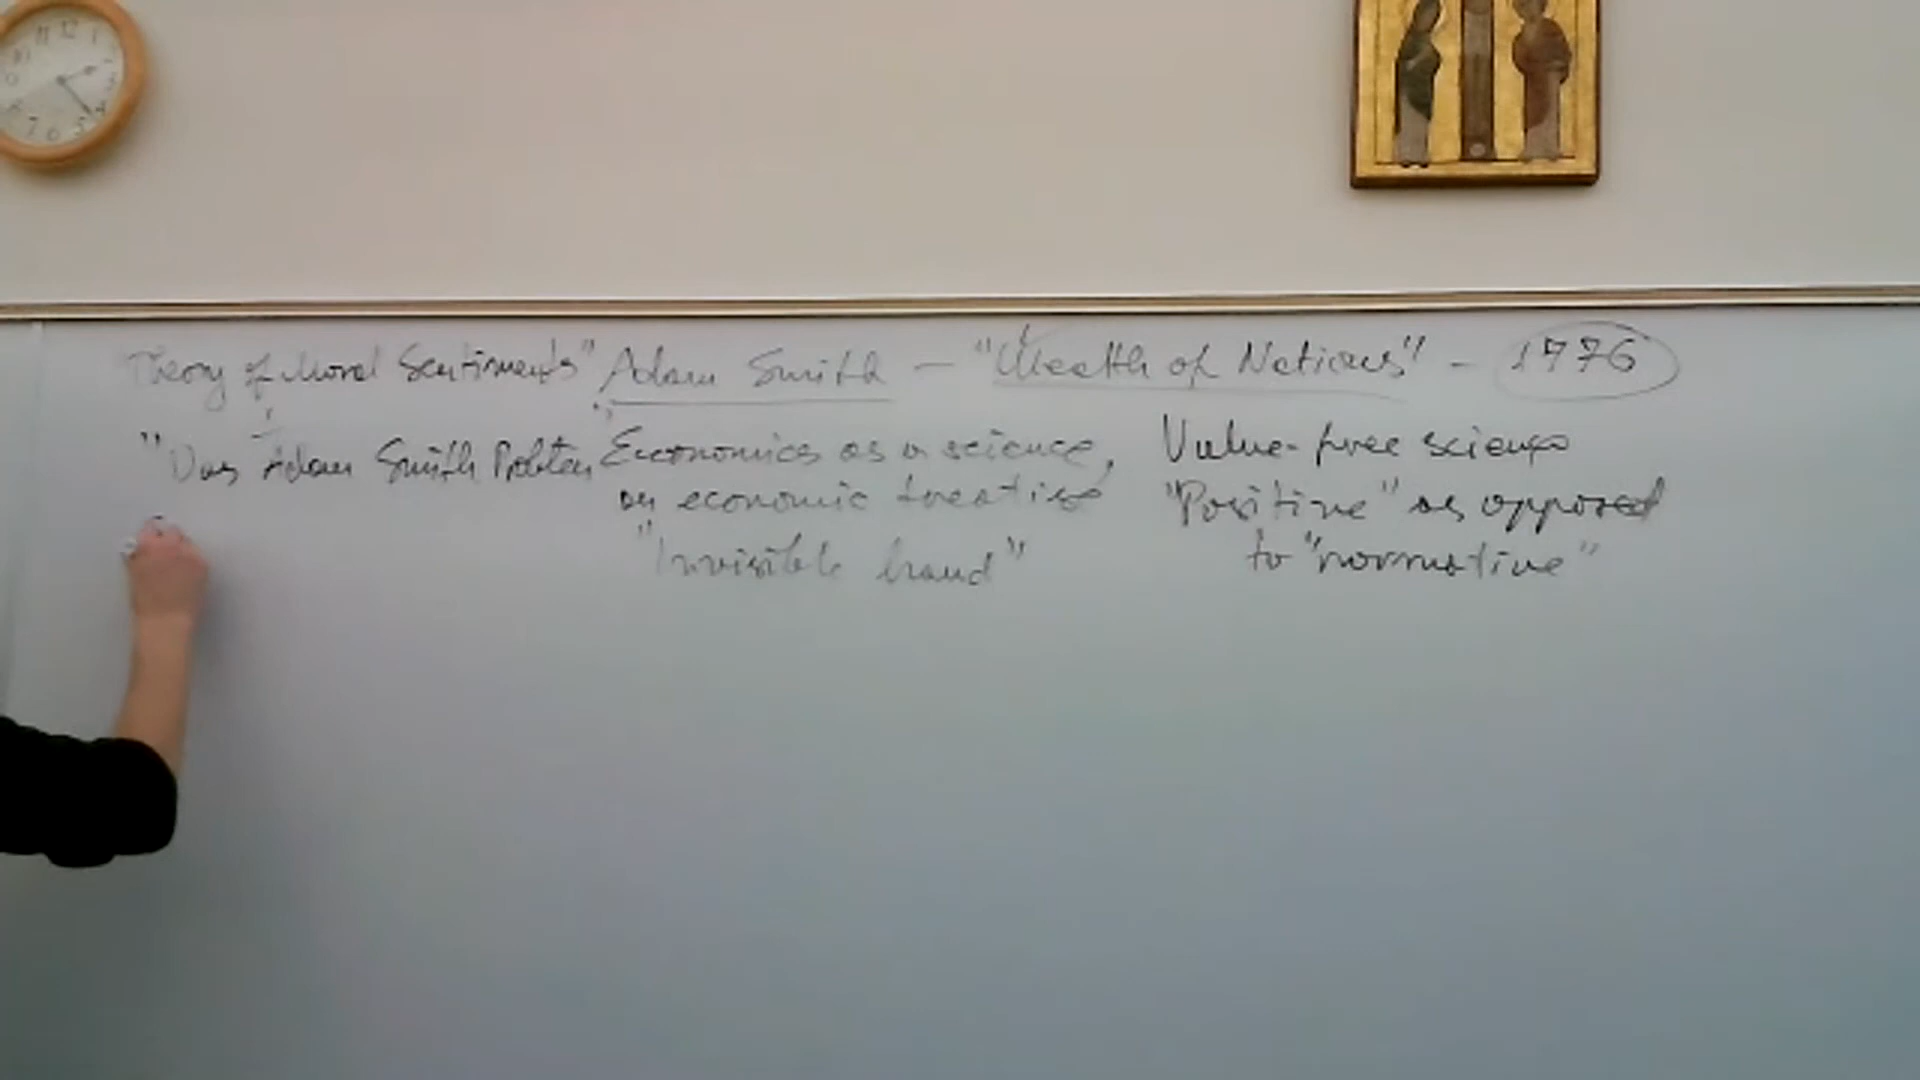 Theory of Moral Sentiments" Adam Smith – "Wealth of Nations" – 1776
"Das Adam Smith Problem"
Economics as a science,
an economic treatise
"Invisible hand"
Value-free science
"Positive" as opposed
to "normative"